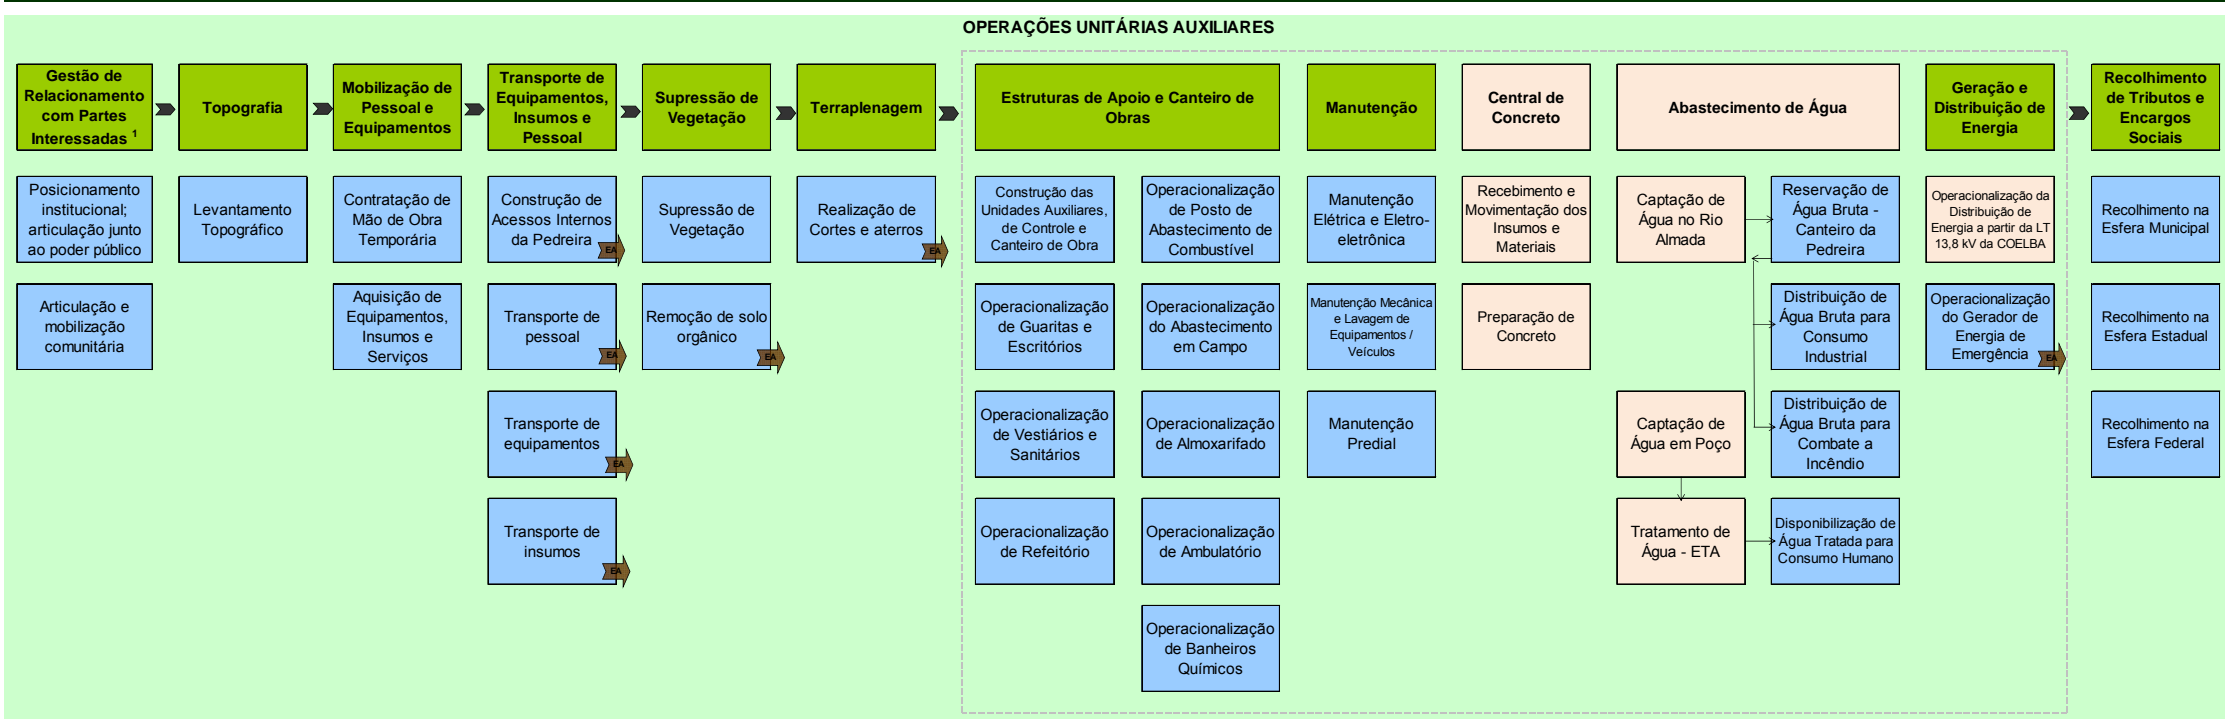 OPERAÇÕES UNITÁRIAS AUXILIARES
Gestão de
Relacionamento
com Partes
Interessadas ¹
Topografia
Mobilização de
Pessoal e
Equipamentos
Transporte de
Equipamentos,
Insumos e
Pessoal
Supressão de
Vegetação
Terraplenagem
Estruturas de Apoio e Canteiro de
Obras
Manutenção
Central de
Concreto
Abastecimento de Água
Geração e
Distribuição de
Energia
Recolhimento
de Tributos e
Encargos
Sociais
Posicionamento
institucional;
articulação junto
ao poder público
Levantamento
Topográfico
Contratação de
Mão de Obra
Temporária
Construção de
Acessos Internos
da Pedreira
EA
Supressão de
Vegetação
Realização de
Cortes e aterros
EA
Construção das
Unidades Auxiliares,
de Controle e
Canteiro de Obra
Operacionalização
de Posto de
Abastecimento de
Combustível
Manutenção
Elétrica e Eletro-
eletrônica
Recebimento e
Movimentação dos
Insumos e
Materiais
Captação de
Água no Rio
Almada
Reservação de
Água Bruta -
Canteiro da
Pedreira
Operacionalização da
Distribuição de
Energia a partir da LT
13,8 kV da COELBA
Recolhimento na
Esfera Municipal
Articulação e
mobilização
comunitária
Aquisição de
Equipamentos,
Insumos e
Serviços
Transporte de
pessoal
EA
Remoção de solo
orgânico
EA
Operacionalização
de Guaritas e
Escritórios
Operacionalização
do Abastecimento
em Campo
Manutenção Mecânica
e Lavagem de
Equipamentos /
Veículos
Preparação de
Concreto
Distribuição de
Água Bruta para
Consumo
Industrial
Operacionalização
do Gerador de
Energia de
Emergência
EA
Recolhimento na
Esfera Estadual
Transporte de
equipamentos
EA
Operacionalização
de Vestiários e
Sanitários
Operacionalização
de Almoxarifado
Manutenção
Predial
Captação de
Água em Poço
Distribuição de
Água Bruta para
Combate a
Incêndio
Recolhimento na
Esfera Federal
Transporte de
insumos
EA
Operacionalização
de Refeitório
Operacionalização
de Ambulatório
Tratamento de
Água - ETA
Disponibilização de
Água Tratada para
Consumo Humano
Operacionalização
de Banheiros
Químicos